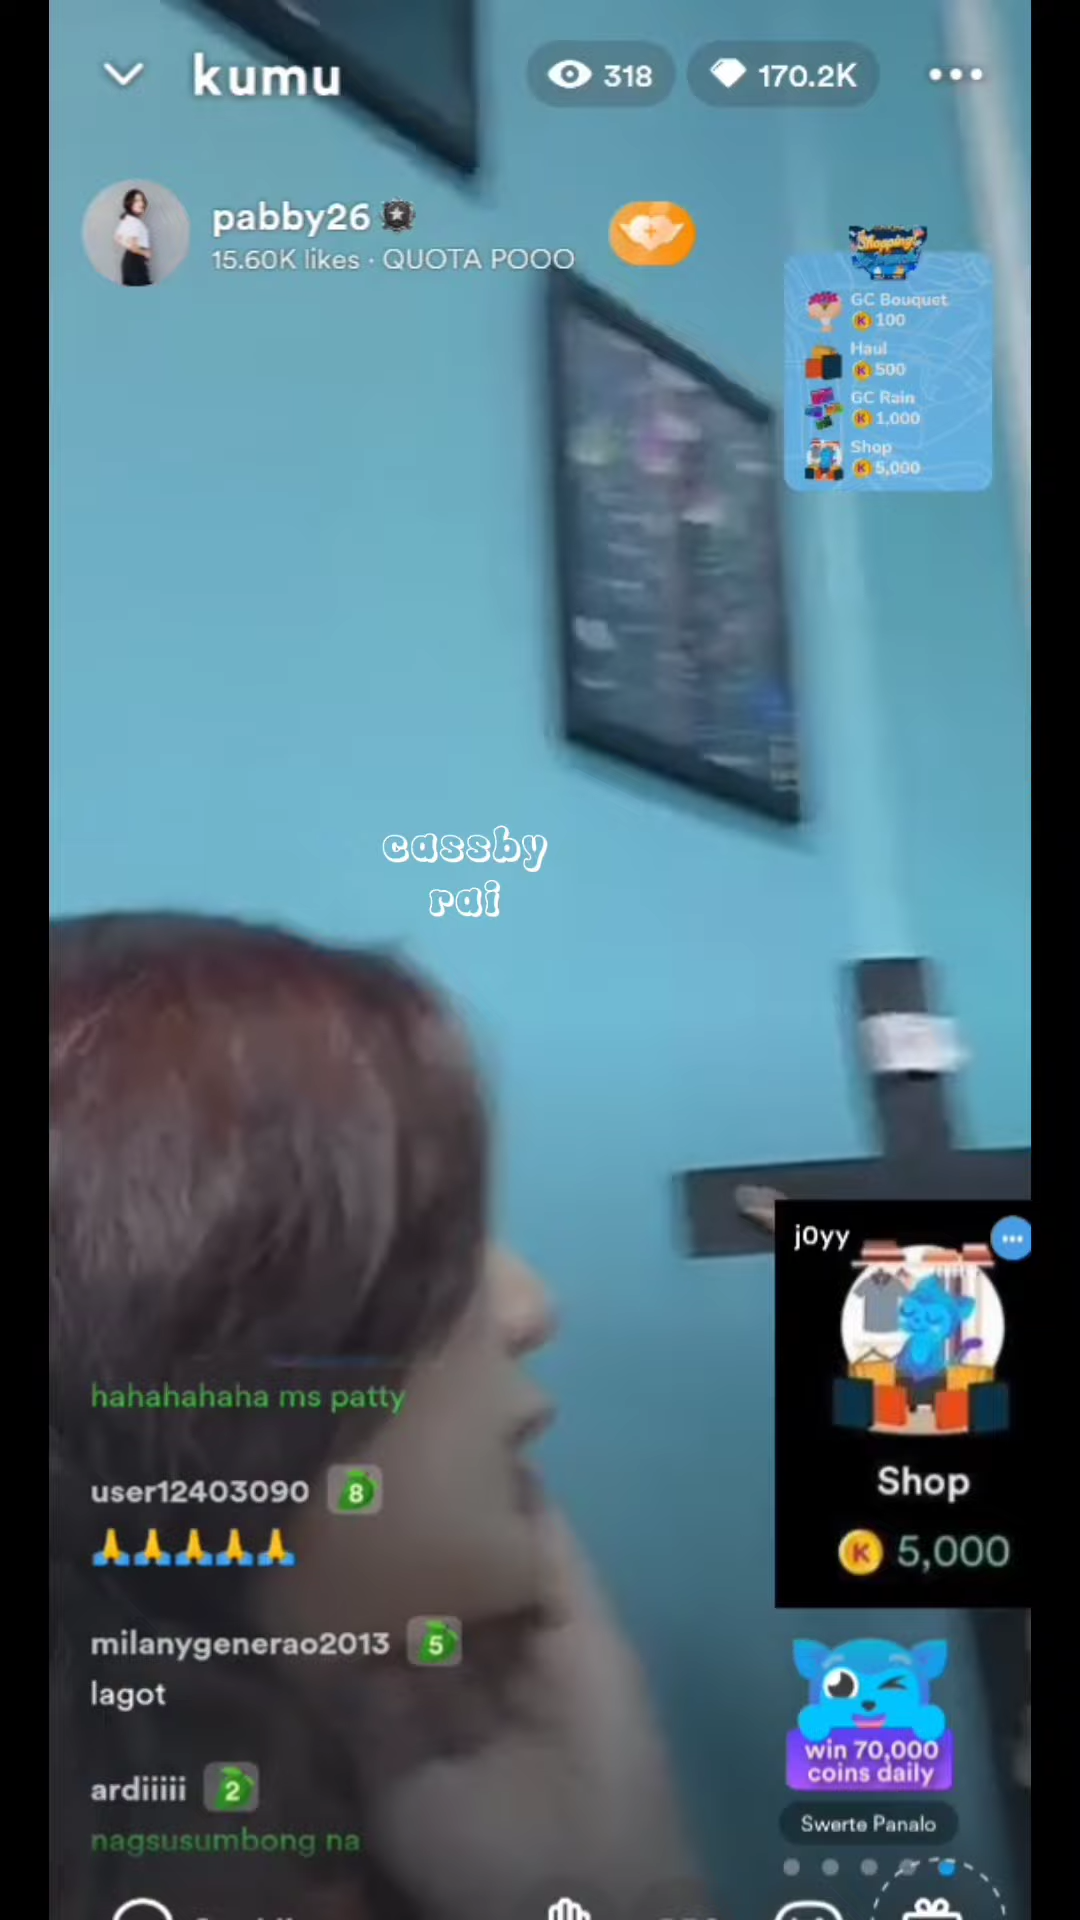 kumu
318
170.2K
pabby26
15.60K likes · QUOTA POOO
Shopping
GC Bouquet
100
Haul
500
GC Rain
1,000
Shop
5,000
cassby
rai
j0yy
Shop
K 5,000
hahahahaha ms patty
user12403090 8
🙏🙏🙏🙏🙏
milanygenerao2013 5
lagot
ardiiiii 2
nagsusumbong na
win 70,000
coins daily
Swerte Panalo